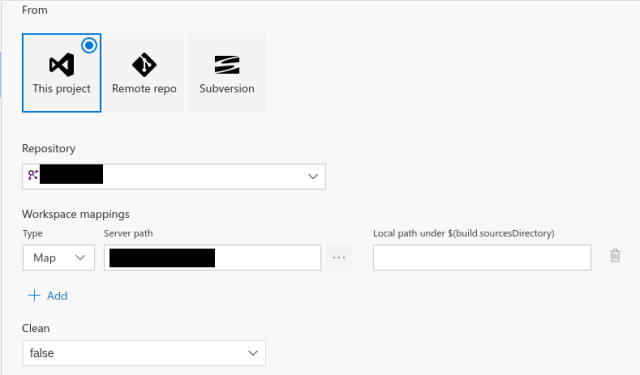 From
This project
Remote repo
Subversion
Repository
Workspace mappings
Type
Server path
Local path under $(build.sourcesDirectory)
Map
...
Add
Clean
false